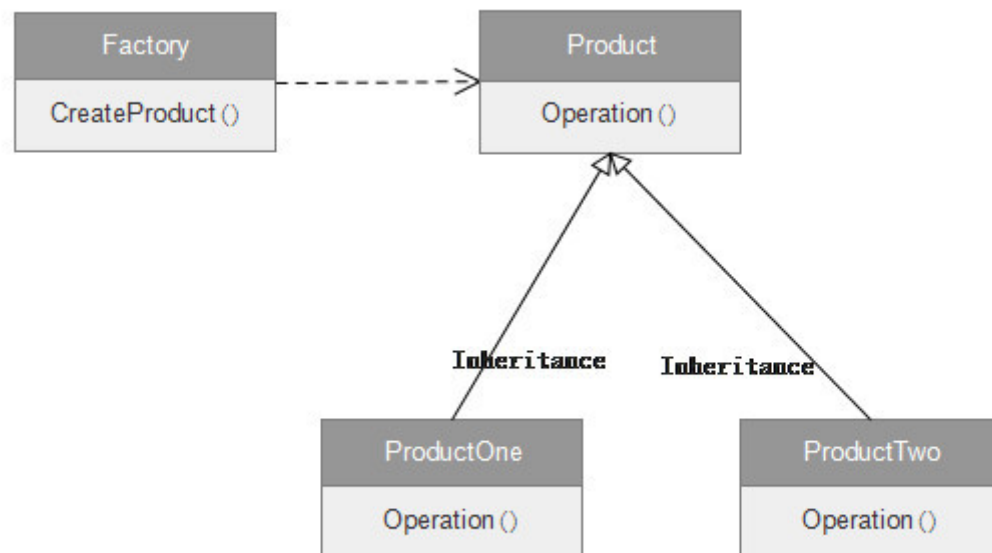 Factory
CreateProduct ()
Product
Operation ()
Inheritance
Inheritance
ProductOne
Operation ()
ProductTwo
Operation ()